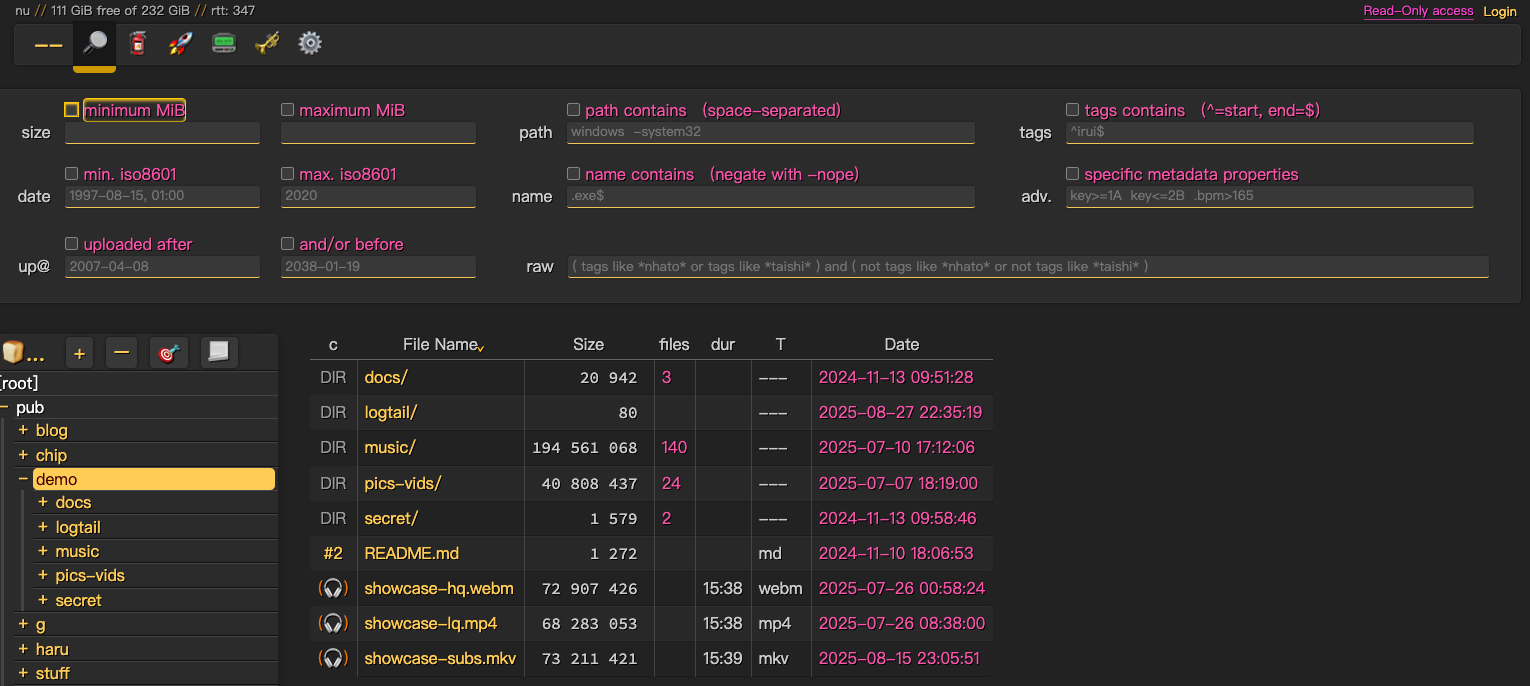 nu // 111 GiB free of 232 GiB // rtt: 347
Read-Only access Login
minimum MiB maximum MiB path contains (space-separated) tags contains (^=start, end=$)
size path windows -system32 tags ^irui$
min. iso8601 max. iso8601 name contains (negate with -nope) specific metadata properties
date 1997-08-15, 01:00 2020 name .exe$ adv. key>=1A key<=2B .bpm>165
uploaded after and/or before
up@ 2007-04-08 2038-01-19 raw ( tags like *nhato* or tags like *taishi* ) and ( not tags like *nhato* or not tags like *taishi* )
... + −
[root]
− pub
+ blog
+ chip
− demo
+ docs
+ logtail
+ music
+ pics-vids
+ secret
+ g
+ haru
+ stuff
c File Name Size files dur T Date
DIR docs/ 20 942 3 --- 2024-11-13 09:51:28
DIR logtail/ 80 --- 2025-08-27 22:35:19
DIR music/ 194 561 068 140 --- 2025-07-10 17:12:06
DIR pics-vids/ 40 808 437 24 --- 2025-07-07 18:19:00
DIR secret/ 1 579 2 --- 2024-11-13 09:58:46
#2 README.md 1 272 md 2024-11-10 18:06:53
(🎧) showcase-hq.webm 72 907 426 15:38 webm 2025-07-26 00:58:24
(🎧) showcase-lq.mp4 68 283 053 15:38 mp4 2025-07-26 08:38:00
(🎧) showcase-subs.mkv 73 211 421 15:39 mkv 2025-08-15 23:05:51